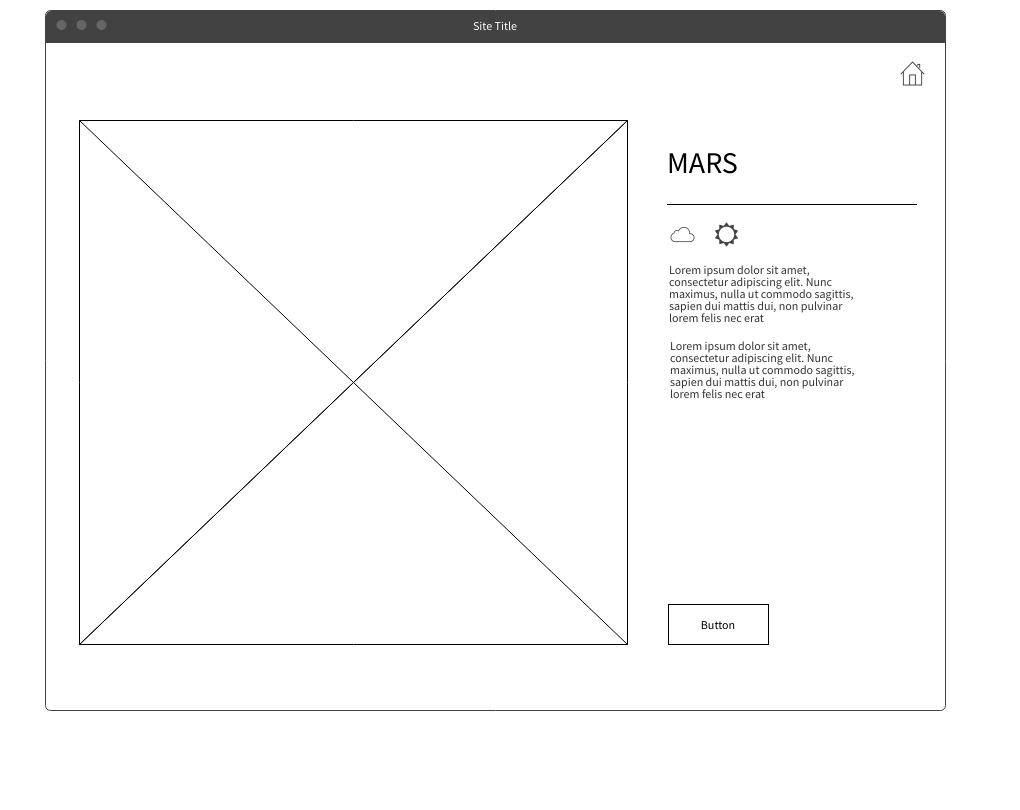 Site Title
MARS
Lorem ipsum dolor sit amet,
consectetur adipiscing elit. Nunc
maximus, nulla ut commodo sagittis,
sapien dui mattis dui, non pulvinar
lorem felis nec erat
Lorem ipsum dolor sit amet,
consectetur adipiscing elit. Nunc
maximus, nulla ut commodo sagittis,
sapien dui mattis dui, non pulvinar
lorem felis nec erat
Button